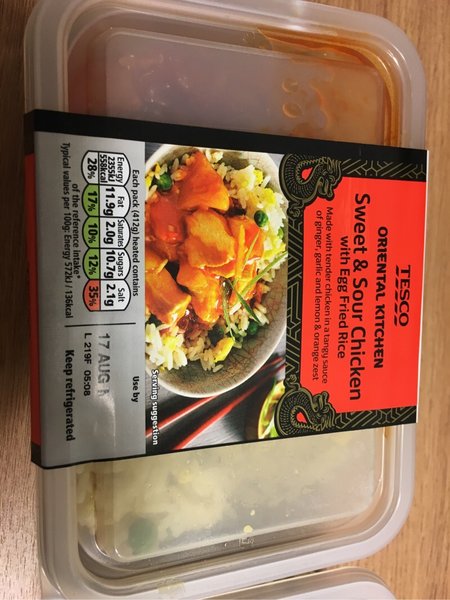 TESCO
ORIENTAL KITCHEN
Sweet & Sour Chicken
with Egg Fried Rice
Made with tender chicken in a tangy sauce
of ginger, garlic and lemon & orange zest
Serving suggestion
Each pack (412g) heated contains
Energy Fat Saturates Sugars Salt
2355kJ 11.9g 2.0g 10.7g 2.1g
558kcal
28% 17% 10% 12% 35%
of the reference intake*
Typical values per 100g: Energy 572kJ / 136kcal
Use by
17 AUG
L 219F 05:08
Keep refrigerated